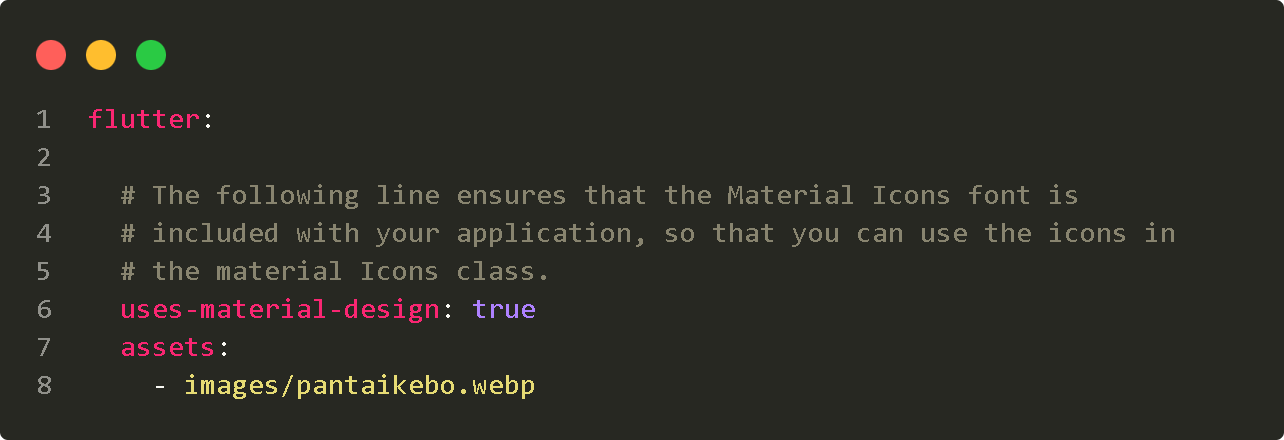 1 flutter:
2
3 # The following line ensures that the Material Icons font is
4 # included with your application, so that you can use the icons in
5 # the material Icons class.
6 uses-material-design: true
7 assets:
8 - images/pantaikebo.webp